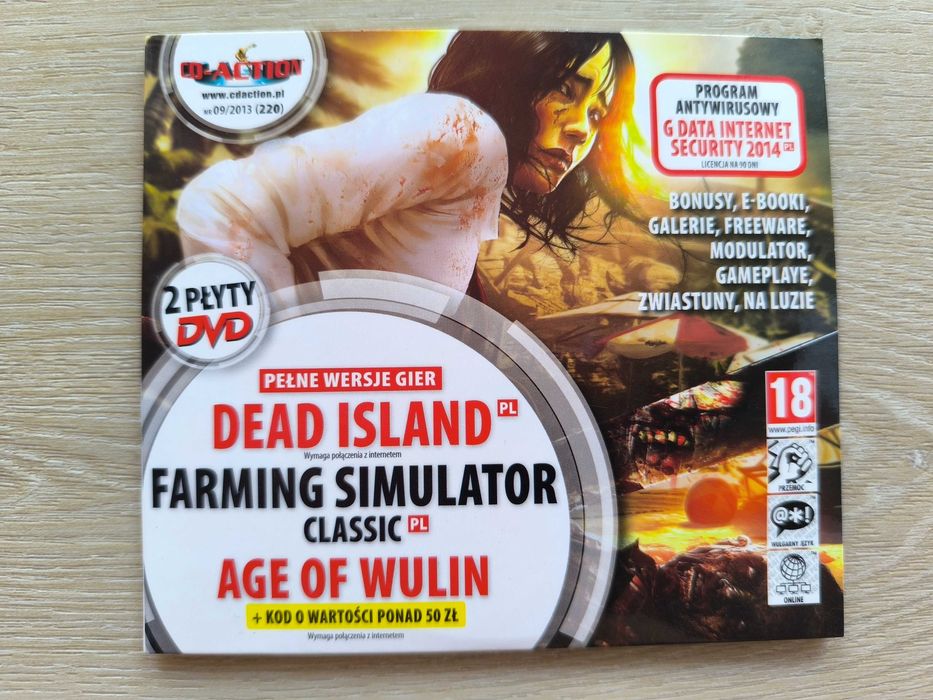 CD-ACTION
www.cdaction.pl
NR 09/2013 (220)
PROGRAM
ANTYWIRUSOWY
G DATA INTERNET
SECURITY 2014 PL
LICENCJA NA 90 DNI
BONUSY, E-BOOKI,
GALERIE, FREEWARE,
MODULATOR,
GAMEPLAYE,
ZWIASTUNY, NA LUZIE
2 PŁYTY
DVD
PEŁNE WERSJE GIER
DEAD ISLAND PL
Wymaga połączenia z internetem
FARMING SIMULATOR
CLASSIC PL
AGE OF WULIN
+ KOD O WARTOŚCI PONAD 50 ZŁ
Wymaga połączenia z internetem
18
www.pegi.info
PRZEMOC
@*!
WULGARNY JĘZYK
ONLINE